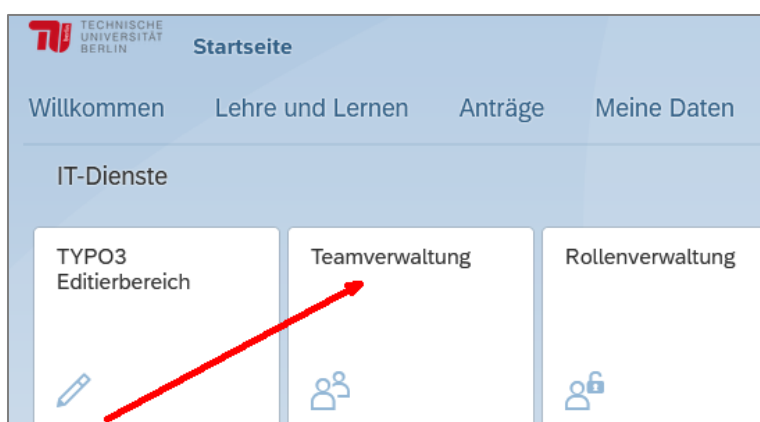 TECHNISCHE
UNIVERSITÄT
BERLIN
Startseite
Willkommen Lehre und Lernen Anträge Meine Daten
IT-Dienste
TYPO3
Editierbereich
Teamverwaltung
Rollenverwaltung